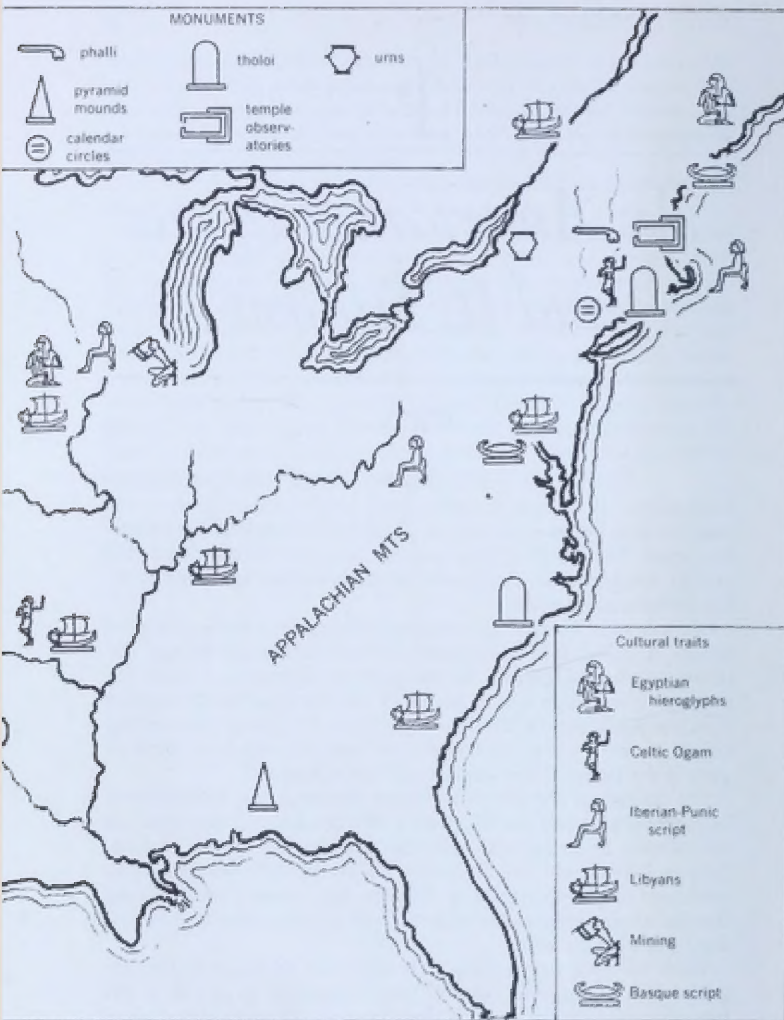 MONUMENTS
phalli
tholoi
urns
pyramid
mounds
temple
observ-
atories
calendar
circles
APPALACHIAN MTS
Cultural traits
Egyptian
hieroglyphs
Celtic Ogam
Iberian-Punic
script
Libyans
Mining
Basque script